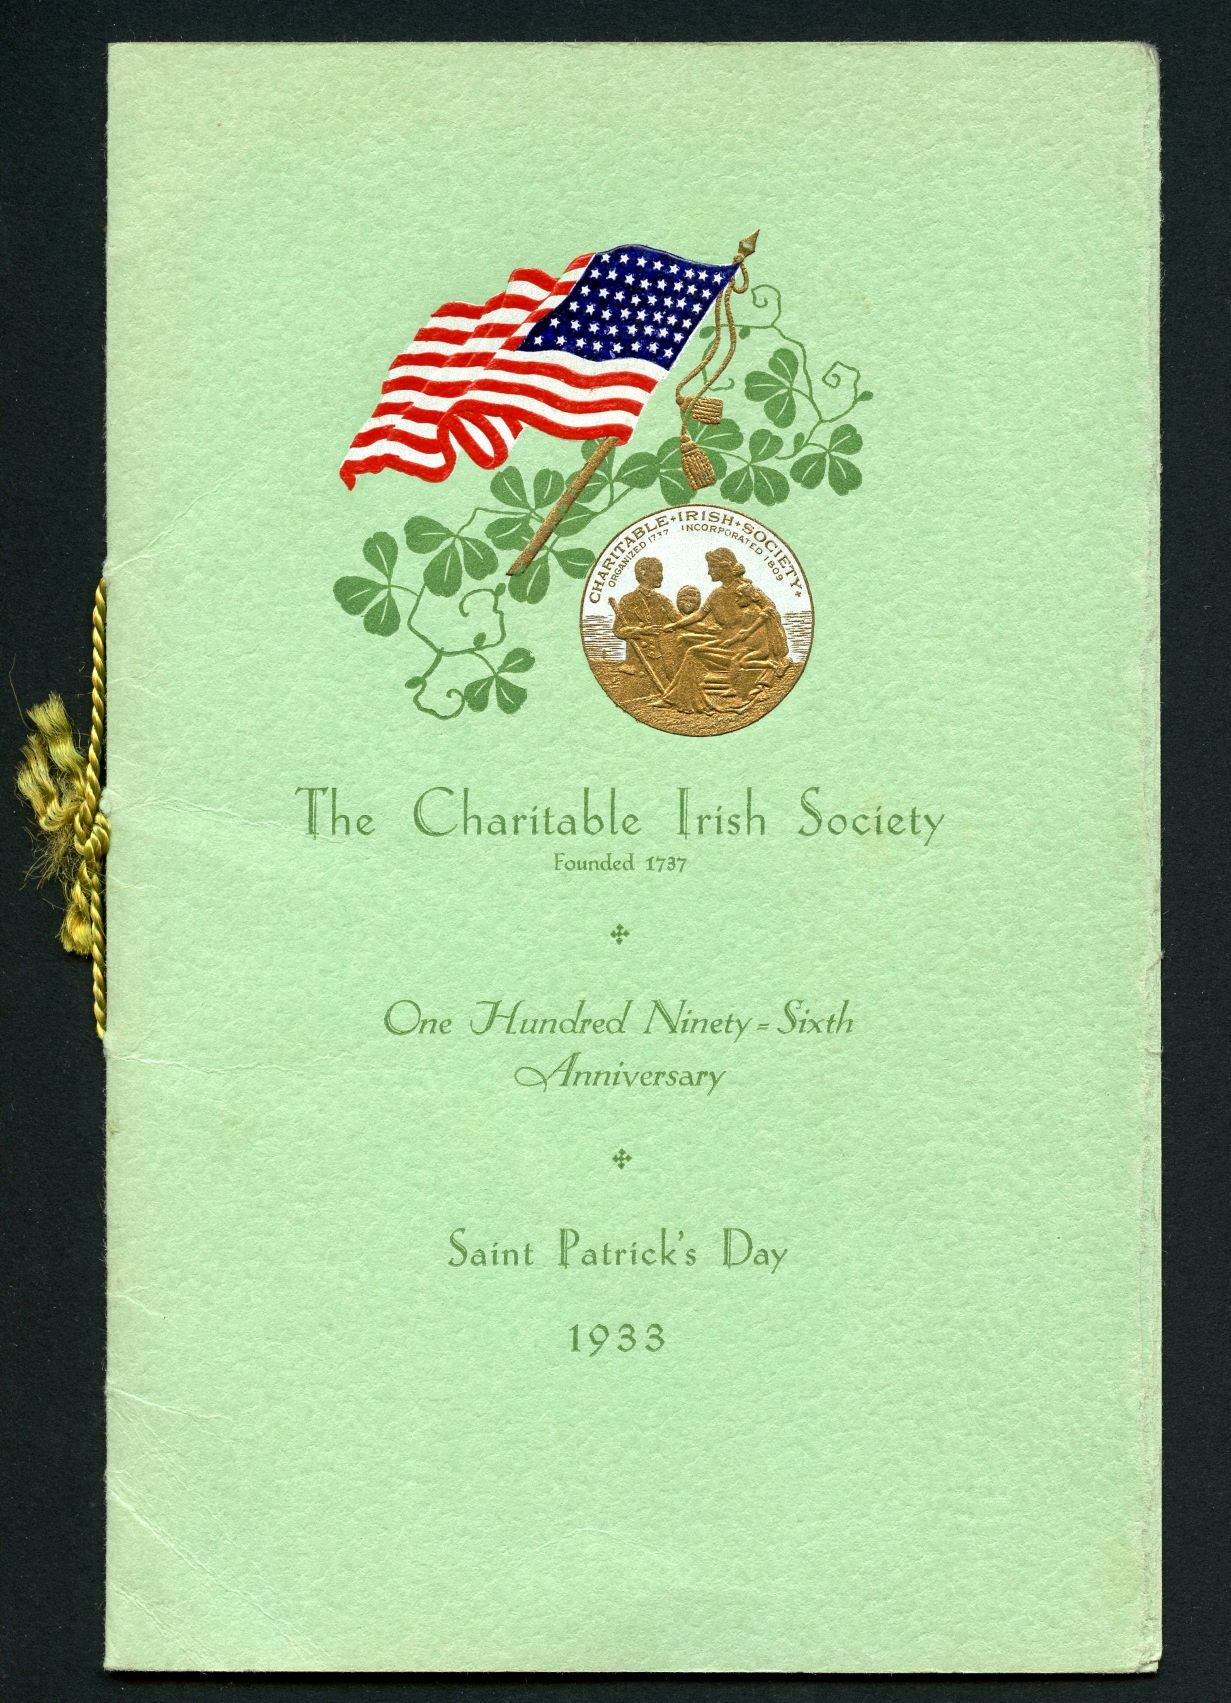 CHARITABLE + IRISH + SOCIETY +
ORGANIZED 1737 INCORPORATED 1809
The Charitable Irish Society
Founded 1737
One Hundred Ninety=Sixth
Anniversary
Saint Patrick's Day
1933